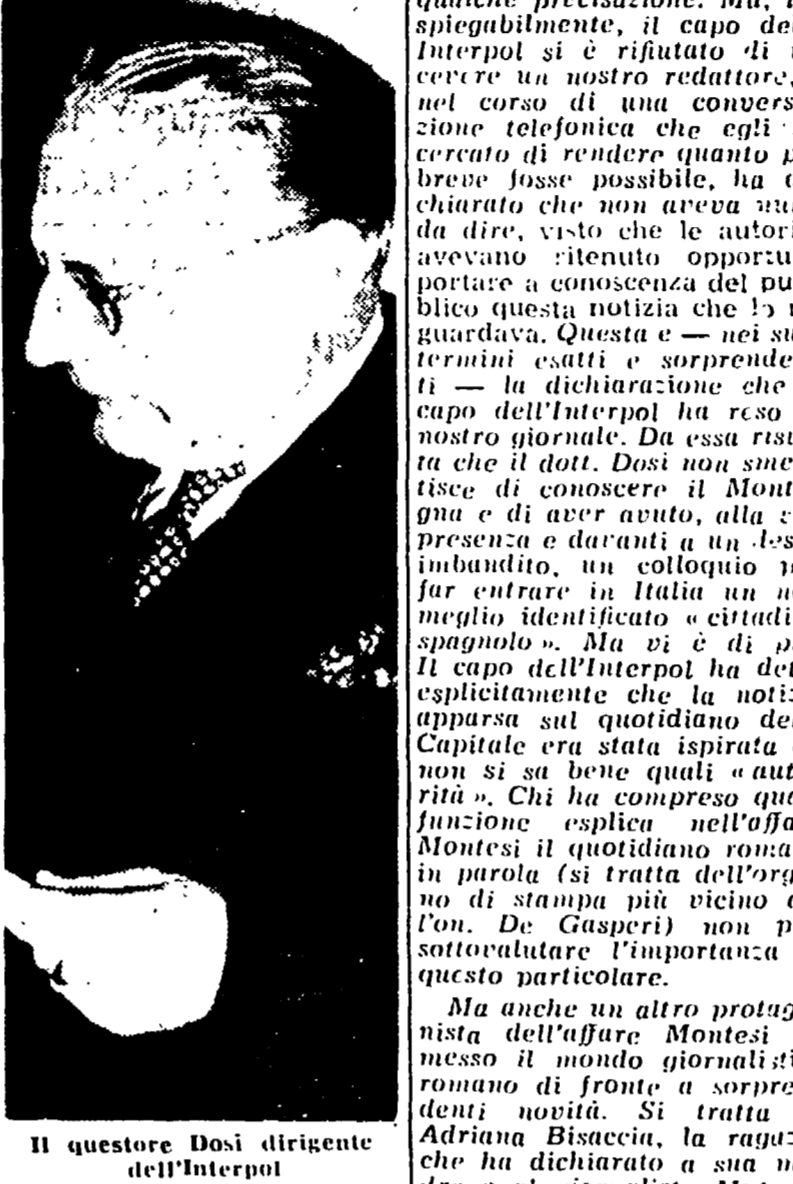 Il questore Dosi dirigente
dell'Interpol
qualche precisazione. Ma,
spiegabilmente, il capo del
Interpol si è rifiutato di
cevere un nostro redattore,
nel corso di una convers
zione telefonica che egli
cercato di rendere quanto p
breve fosse possibile, ha
chiarato che non aveva nu
da dire, visto che le autori
avevano ritenuto opportu
portare a conoscenza del pu
blico questa notizia che lo
guardava. Questa e — nei su
termini esatti e sorprende
ti — la dichiarazione che
capo dell'Interpol ha reso
nostro giornale. Da essa risu
ta che il dott. Dosi non sme
tisce di conoscere il Mont
gna e di aver avuto, alla
presenza e davanti a un des
imbandito, un colloquio
far entrare in Italia un
meglio identificato « cittadi
spagnolo ». Ma vi è di
Il capo dell'Interpol ha det
esplicitamente che la notiz
apparsa sul quotidiano del
Capitale era stata ispirata
non si sa bene quali « aut
rità ». Chi ha compreso qua
funzione esplica nell'affa
Montesi il quotidiano roma
in parola (si tratta dell'org
no di stampa più vicino
l'on. De Gasperi) non p
sottovalutare l'importanza
questo particolare.
Ma anche un altro protag
nista dell'affare Montesi
messo il mondo giornalisti
romano di fronte a sorpre
denti novità. Si tratta
Adriana Bisaccia, la ragaz
che ha dichiarato a sua